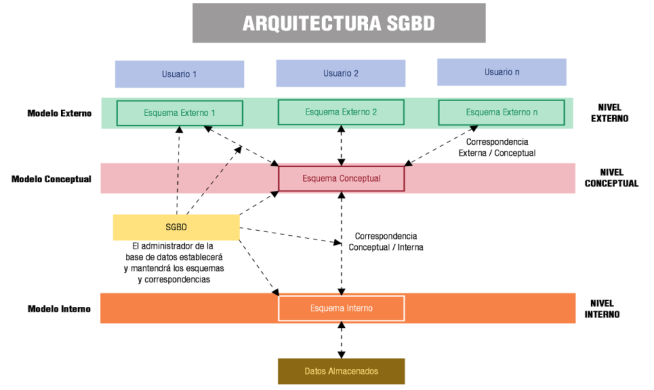 ARQUITECTURA SGBD
Usuario 1
Usuario 2
Usuario n
Modelo Externo
Esquema Externo 1
Esquema Externo 2
Esquema Externo n
NIVEL
EXTERNO
Correspondencia
Externa / Conceptual
Modelo Conceptual
Esquema Conceptual
NIVEL
CONCEPTUAL
SGBD
El administrador de la
base de datos establecerá
y mantendrá los esquemas
y correspondencias
Correspondencia
Conceptual / Interna
Modelo Interno
Esquema Interno
NIVEL
INTERNO
Datos Almacenados